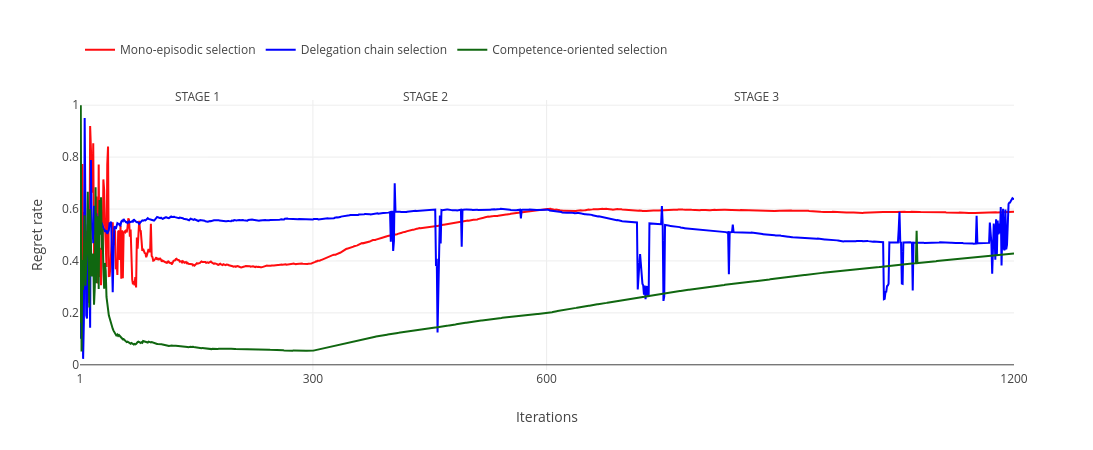 Mono-episodic selection Delegation chain selection Competence-oriented selection
STAGE 1 STAGE 2 STAGE 3
1
0.8
0.6
0.4
0.2
0
Regret rate
1 300 600 1200
Iterations